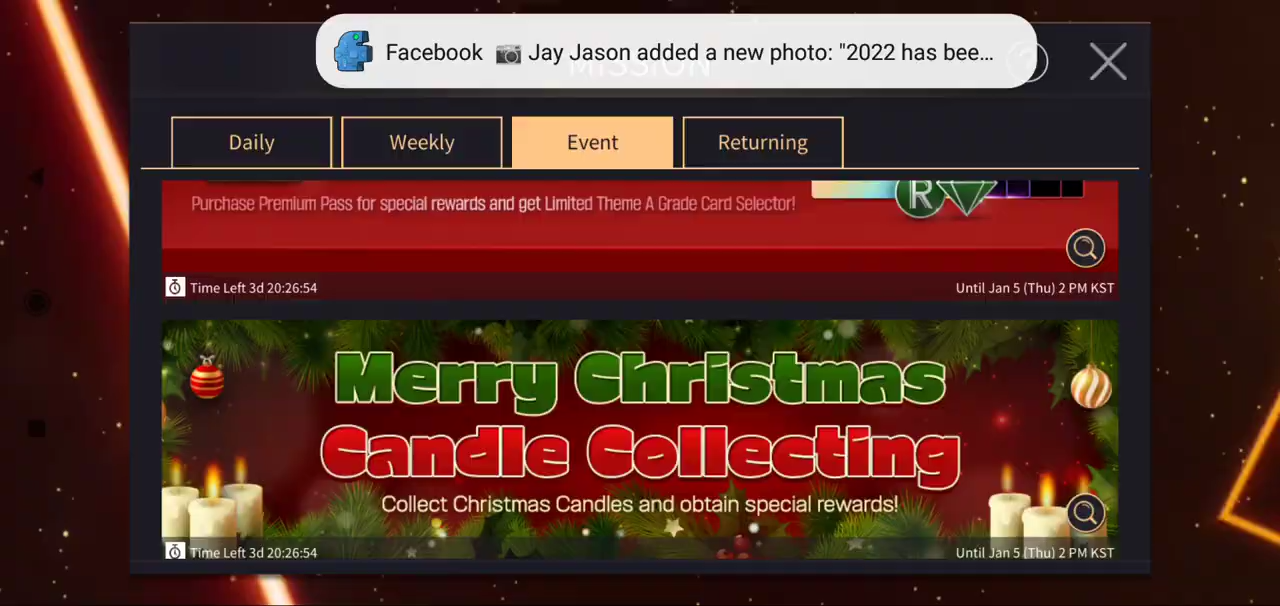 Facebook Jay Jason added a new photo: "2022 has bee...
MISSION
Daily
Weekly
Event
Returning
Purchase Premium Pass for special rewards and get Limited Theme A Grade Card Selector!
R
Time Left 3d 20:26:54
Until Jan 5 (Thu) 2 PM KST
Merry Christmas
Candle Collecting
Collect Christmas Candles and obtain special rewards!
Time Left 3d 20:26:54
Until Jan 5 (Thu) 2 PM KST